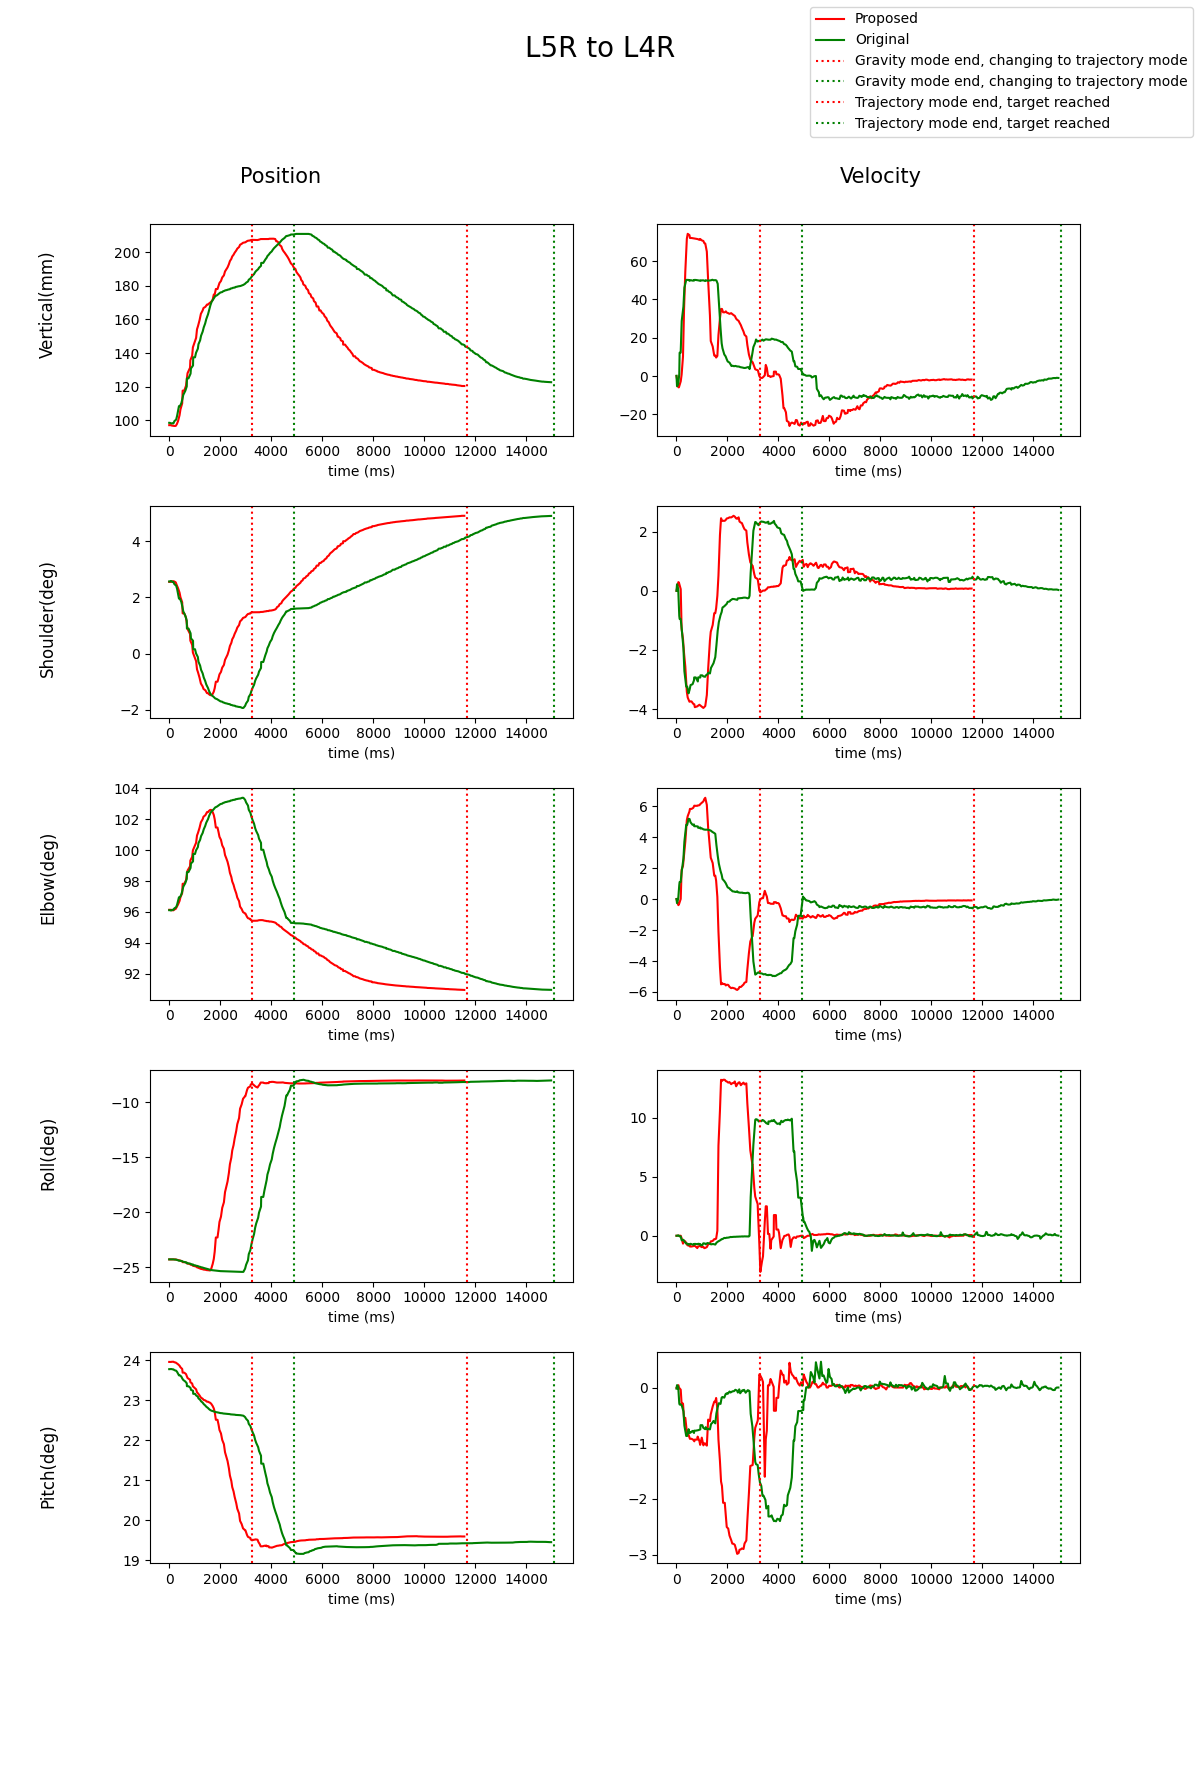 L5R to L4R
Proposed
Original
Gravity mode end, changing to trajectory mode
Gravity mode end, changing to trajectory mode
Trajectory mode end, target reached
Trajectory mode end, target reached
Position
Velocity
Vertical(mm)
200
180
160
140
120
100
0 2000 4000 6000 8000 10000 12000 14000
time (ms)
60
40
20
0
−20
0 2000 4000 6000 8000 10000 12000 14000
time (ms)
Shoulder(deg)
4
2
0
−2
0 2000 4000 6000 8000 10000 12000 14000
time (ms)
2
0
−2
−4
0 2000 4000 6000 8000 10000 12000 14000
time (ms)
Elbow(deg)
104
102
100
98
96
94
92
0 2000 4000 6000 8000 10000 12000 14000
time (ms)
6
4
2
0
−2
−4
−6
0 2000 4000 6000 8000 10000 12000 14000
time (ms)
Roll(deg)
−10
−15
−20
−25
0 2000 4000 6000 8000 10000 12000 14000
time (ms)
10
5
0
0 2000 4000 6000 8000 10000 12000 14000
time (ms)
Pitch(deg)
24
23
22
21
20
19
0 2000 4000 6000 8000 10000 12000 14000
time (ms)
0
−1
−2
−3
0 2000 4000 6000 8000 10000 12000 14000
time (ms)